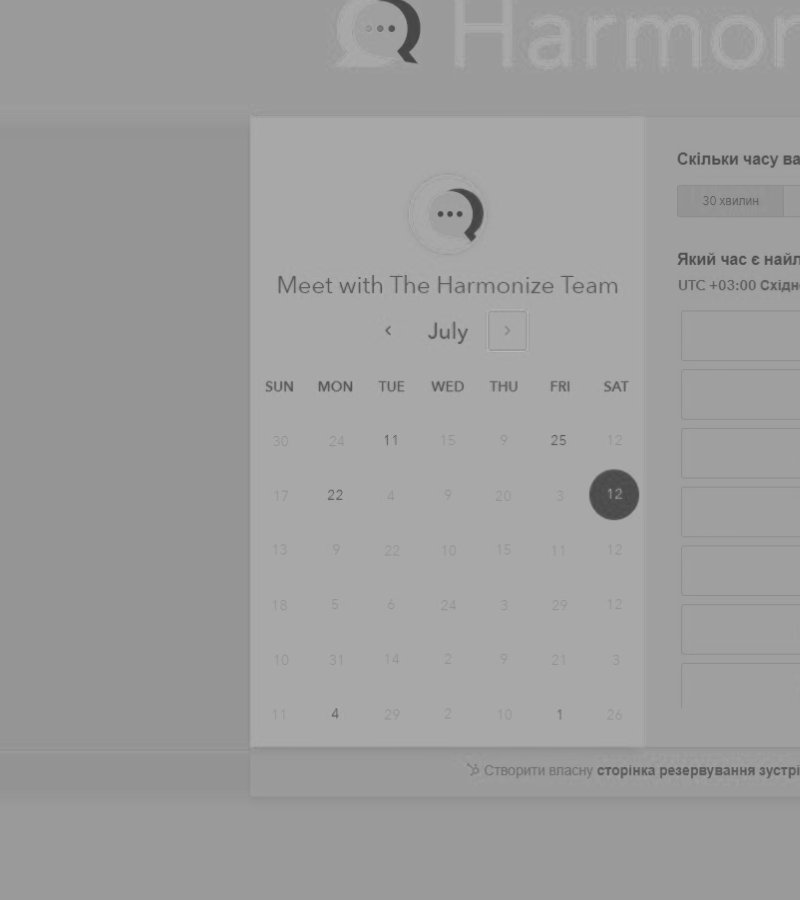 Harmon
Meet with The Harmonize Team
July
SUN MON TUE WED THU FRI SAT
30 24 11 15 9 25 12
17 22 4 9 20 3 12
13 9 22 10 15 11 12
18 5 6 24 3 29 12
10 31 14 2 9 21 3
11 4 29 2 10 1 26
Скільки часу ва
30 хвилин
Який час є найл
UTC +03:00 Східн
Створити власну сторінка резервування зустрі